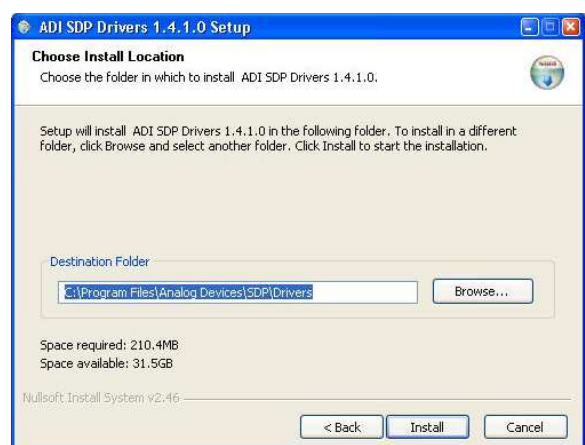 ADI SDP Drivers 1.4.1.0 Setup
Choose Install Location
Choose the folder in which to install ADI SDP Drivers 1.4.1.0.
Setup will install ADI SDP Drivers 1.4.1.0 in the following folder. To install in a different
folder, click Browse and select another folder. Click Install to start the installation.
Destination Folder
C:\Program Files\Analog Devices\SDP\Drivers
Browse...
Space required: 210.4MB
Space available: 31.5GB
Nullsoft Install System v2.46
< Back
Install
Cancel